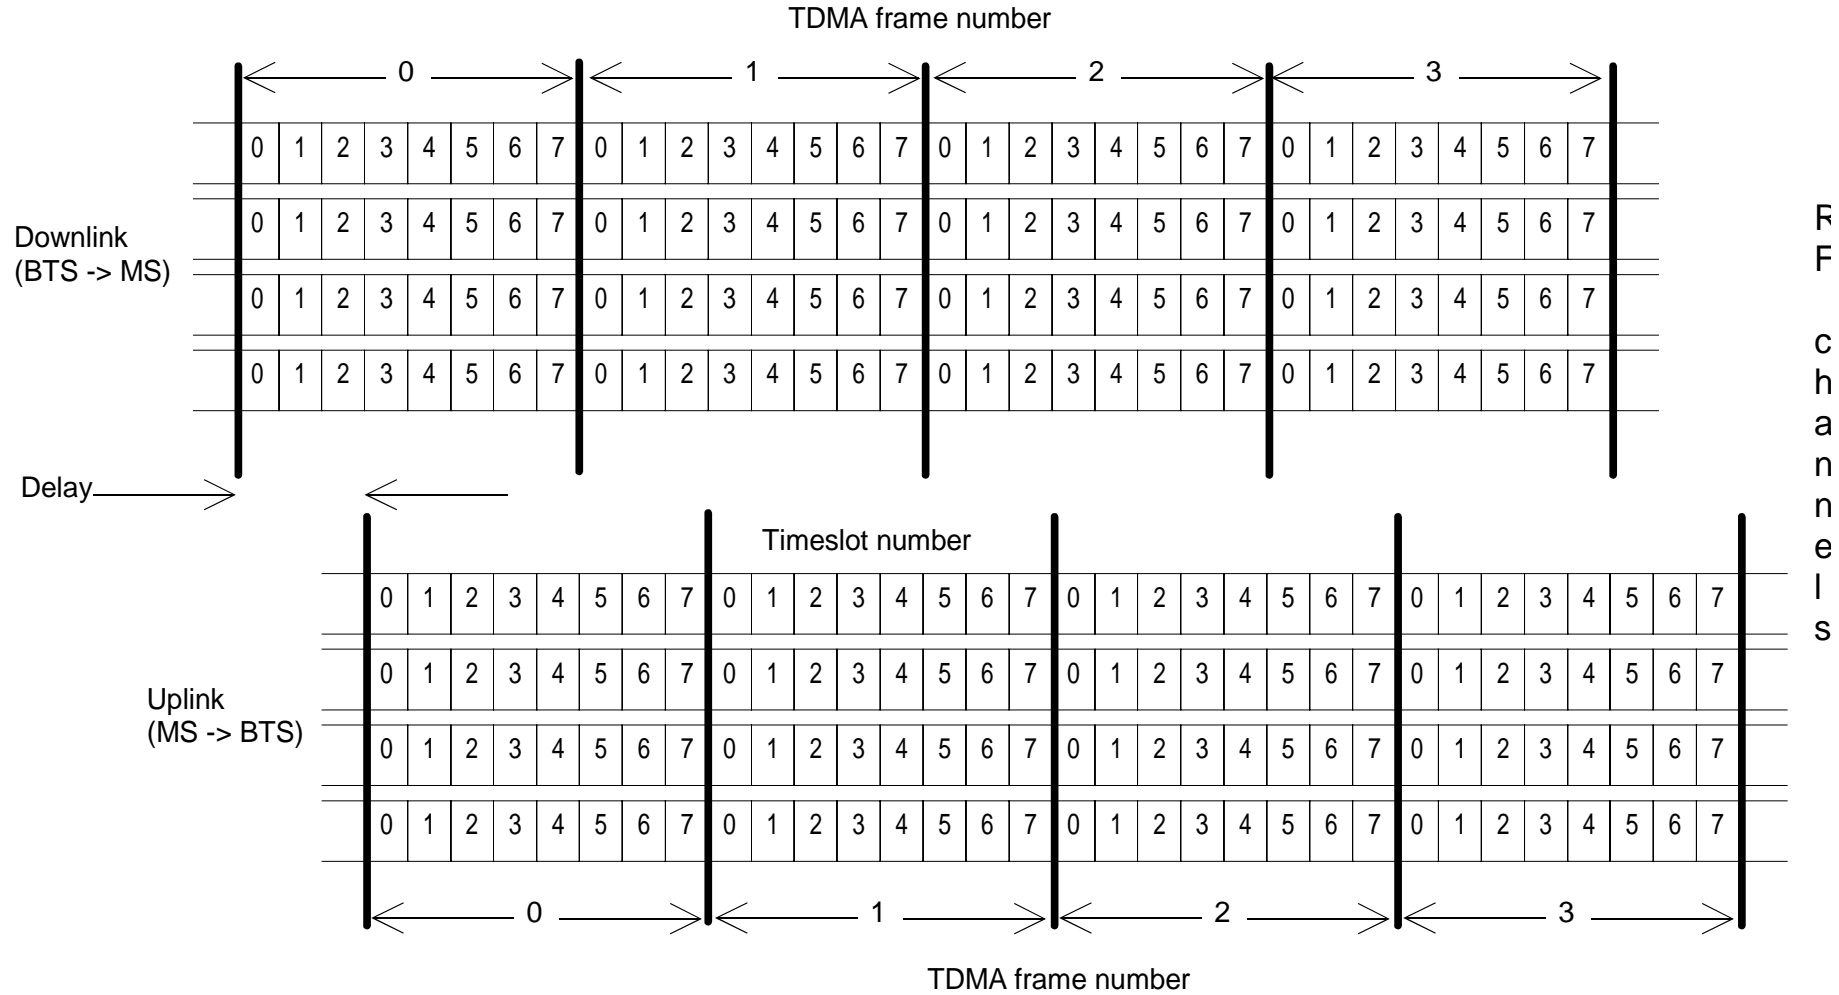 TDMA frame number
0 1 2 3
0 1 2 3 4 5 6 7 0 1 2 3 4 5 6 7 0 1 2 3 4 5 6 7 0 1 2 3 4 5 6 7
0 1 2 3 4 5 6 7 0 1 2 3 4 5 6 7 0 1 2 3 4 5 6 7 0 1 2 3 4 5 6 7
Downlink
(BTS -> MS)
0 1 2 3 4 5 6 7 0 1 2 3 4 5 6 7 0 1 2 3 4 5 6 7 0 1 2 3 4 5 6 7
0 1 2 3 4 5 6 7 0 1 2 3 4 5 6 7 0 1 2 3 4 5 6 7 0 1 2 3 4 5 6 7
Delay
Timeslot number
0 1 2 3 4 5 6 7 0 1 2 3 4 5 6 7 0 1 2 3 4 5 6 7 0 1 2 3 4 5 6 7
0 1 2 3 4 5 6 7 0 1 2 3 4 5 6 7 0 1 2 3 4 5 6 7 0 1 2 3 4 5 6 7
Uplink
(MS -> BTS)
0 1 2 3 4 5 6 7 0 1 2 3 4 5 6 7 0 1 2 3 4 5 6 7 0 1 2 3 4 5 6 7
0 1 2 3 4 5 6 7 0 1 2 3 4 5 6 7 0 1 2 3 4 5 6 7 0 1 2 3 4 5 6 7
0 1 2 3
TDMA frame number
R
F
c
h
a
n
n
e
l
s